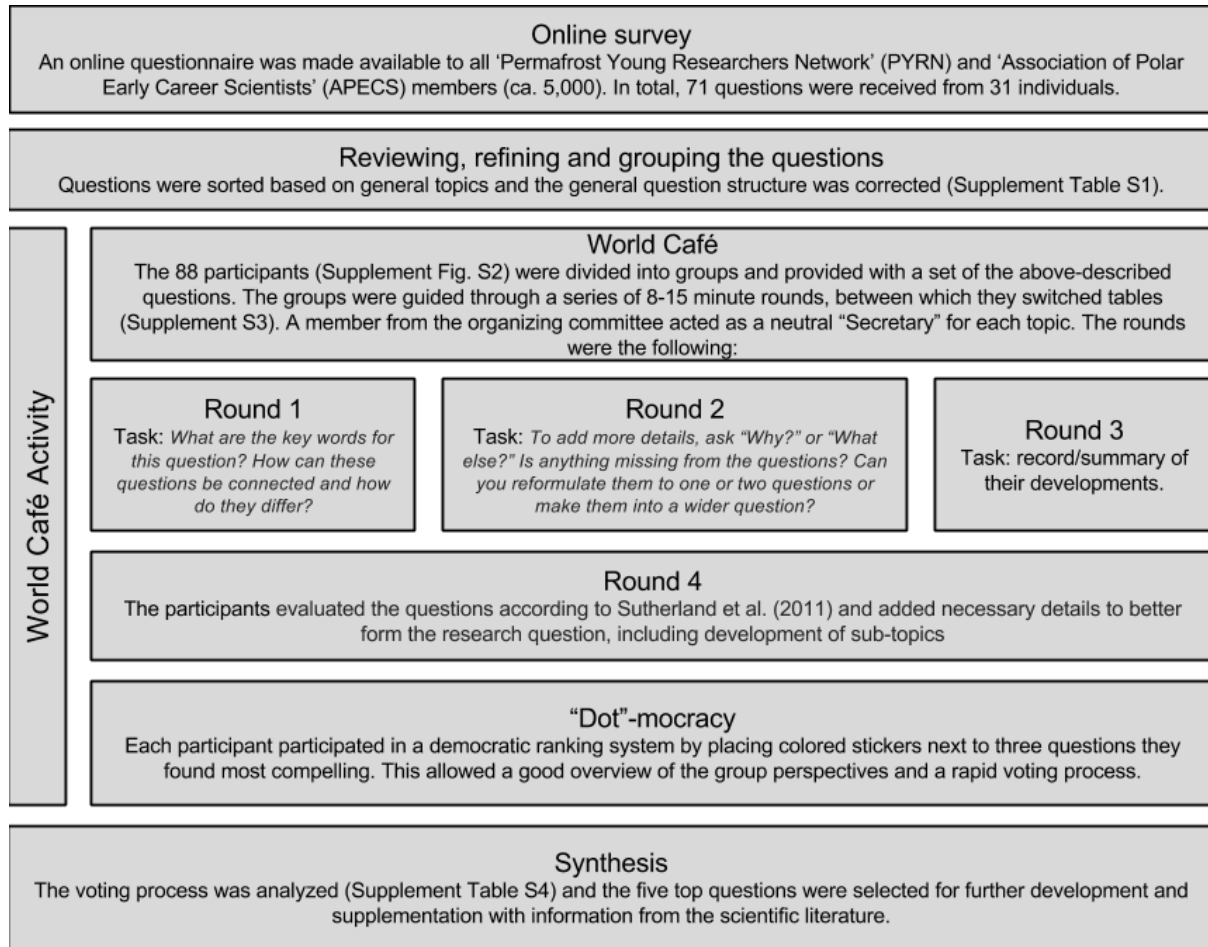 Online survey
An online questionnaire was made available to all ‘Permafrost Young Researchers Network’ (PYRN) and ‘Association of Polar
Early Career Scientists’ (APECS) members (ca. 5,000). In total, 71 questions were received from 31 individuals.
Reviewing, refining and grouping the questions
Questions were sorted based on general topics and the general question structure was corrected (Supplement Table S1).
World Café Activity
World Café
The 88 participants (Supplement Fig. S2) were divided into groups and provided with a set of the above-described
questions. The groups were guided through a series of 8-15 minute rounds, between which they switched tables
(Supplement S3). A member from the organizing committee acted as a neutral “Secretary” for each topic. The rounds
were the following:
Round 1
Task: What are the key words for
this question? How can these
questions be connected and how
do they differ?
Round 2
Task: To add more details, ask “Why?” or “What
else?” Is anything missing from the questions? Can
you reformulate them to one or two questions or
make them into a wider question?
Round 3
Task: record/summary of
their developments.
Round 4
The participants evaluated the questions according to Sutherland et al. (2011) and added necessary details to better
form the research question, including development of sub-topics
“Dot”-mocracy
Each participant participated in a democratic ranking system by placing colored stickers next to three questions they
found most compelling. This allowed a good overview of the group perspectives and a rapid voting process.
Synthesis
The voting process was analyzed (Supplement Table S4) and the five top questions were selected for further development and
supplementation with information from the scientific literature.